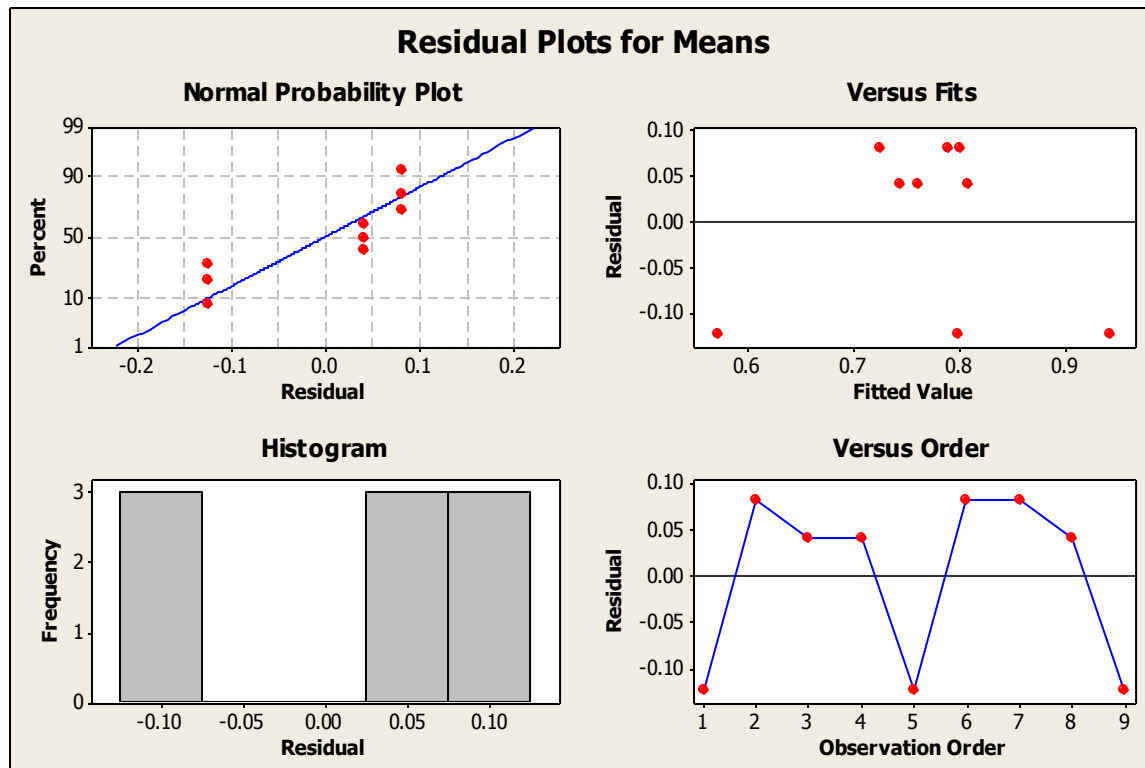 Residual Plots for Means
Normal Probability Plot
99
90
50
10
1
Percent
-0.2 -0.1 0.0 0.1 0.2
Residual
Versus Fits
0.10
0.05
0.00
-0.05
-0.10
Residual
0.6 0.7 0.8 0.9
Fitted Value
Histogram
3
2
1
0
Frequency
-0.10 -0.05 0.00 0.05 0.10
Residual
Versus Order
0.10
0.05
0.00
-0.05
-0.10
Residual
1 2 3 4 5 6 7 8 9
Observation Order